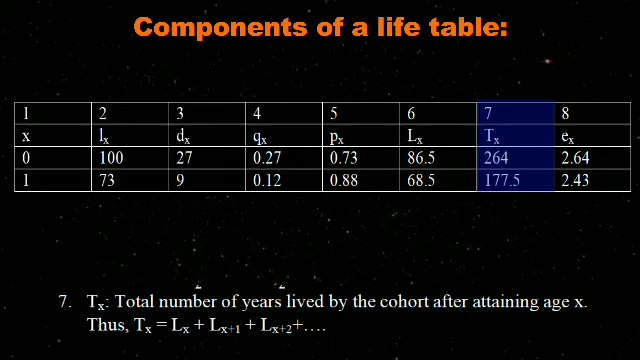 Components of a life table:
1 2 3 4 5 6 7 8
x lₓ dₓ qₓ pₓ Lₓ Tₓ eₓ
0 100 27 0.27 0.73 86.5 264 2.64
1 73 9 0.12 0.88 68.5 177.5 2.43
7. Tₓ: Total number of years lived by the cohort after attaining age x.
Thus, Tₓ = Lₓ + Lₓ₊₁ + Lₓ₊₂+….